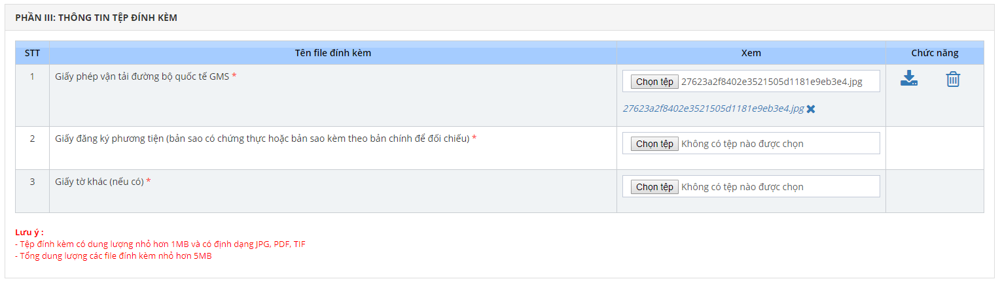 PHẦN III: THÔNG TIN TỆP ĐÍNH KÈM
STT Tên file đính kèm Xem Chức năng
1 Giấy phép vận tải đường bộ quốc tế GMS * Chọn tệp 27623a2f8402e3521505d1181e9eb3e4.jpg
27623a2f8402e3521505d1181e9eb3e4.jpg
2 Giấy đăng ký phương tiện (bản sao có chứng thực hoặc bản sao kèm theo bản chính để đối chiếu) * Chọn tệp Không có tệp nào được chọn
3 Giấy tờ khác (nếu có) * Chọn tệp Không có tệp nào được chọn
Lưu ý :
- Tệp đính kèm có dung lượng nhỏ hơn 1MB và có định dạng JPG, PDF, TIF
- Tổng dung lượng các file đính kèm nhỏ hơn 5MB